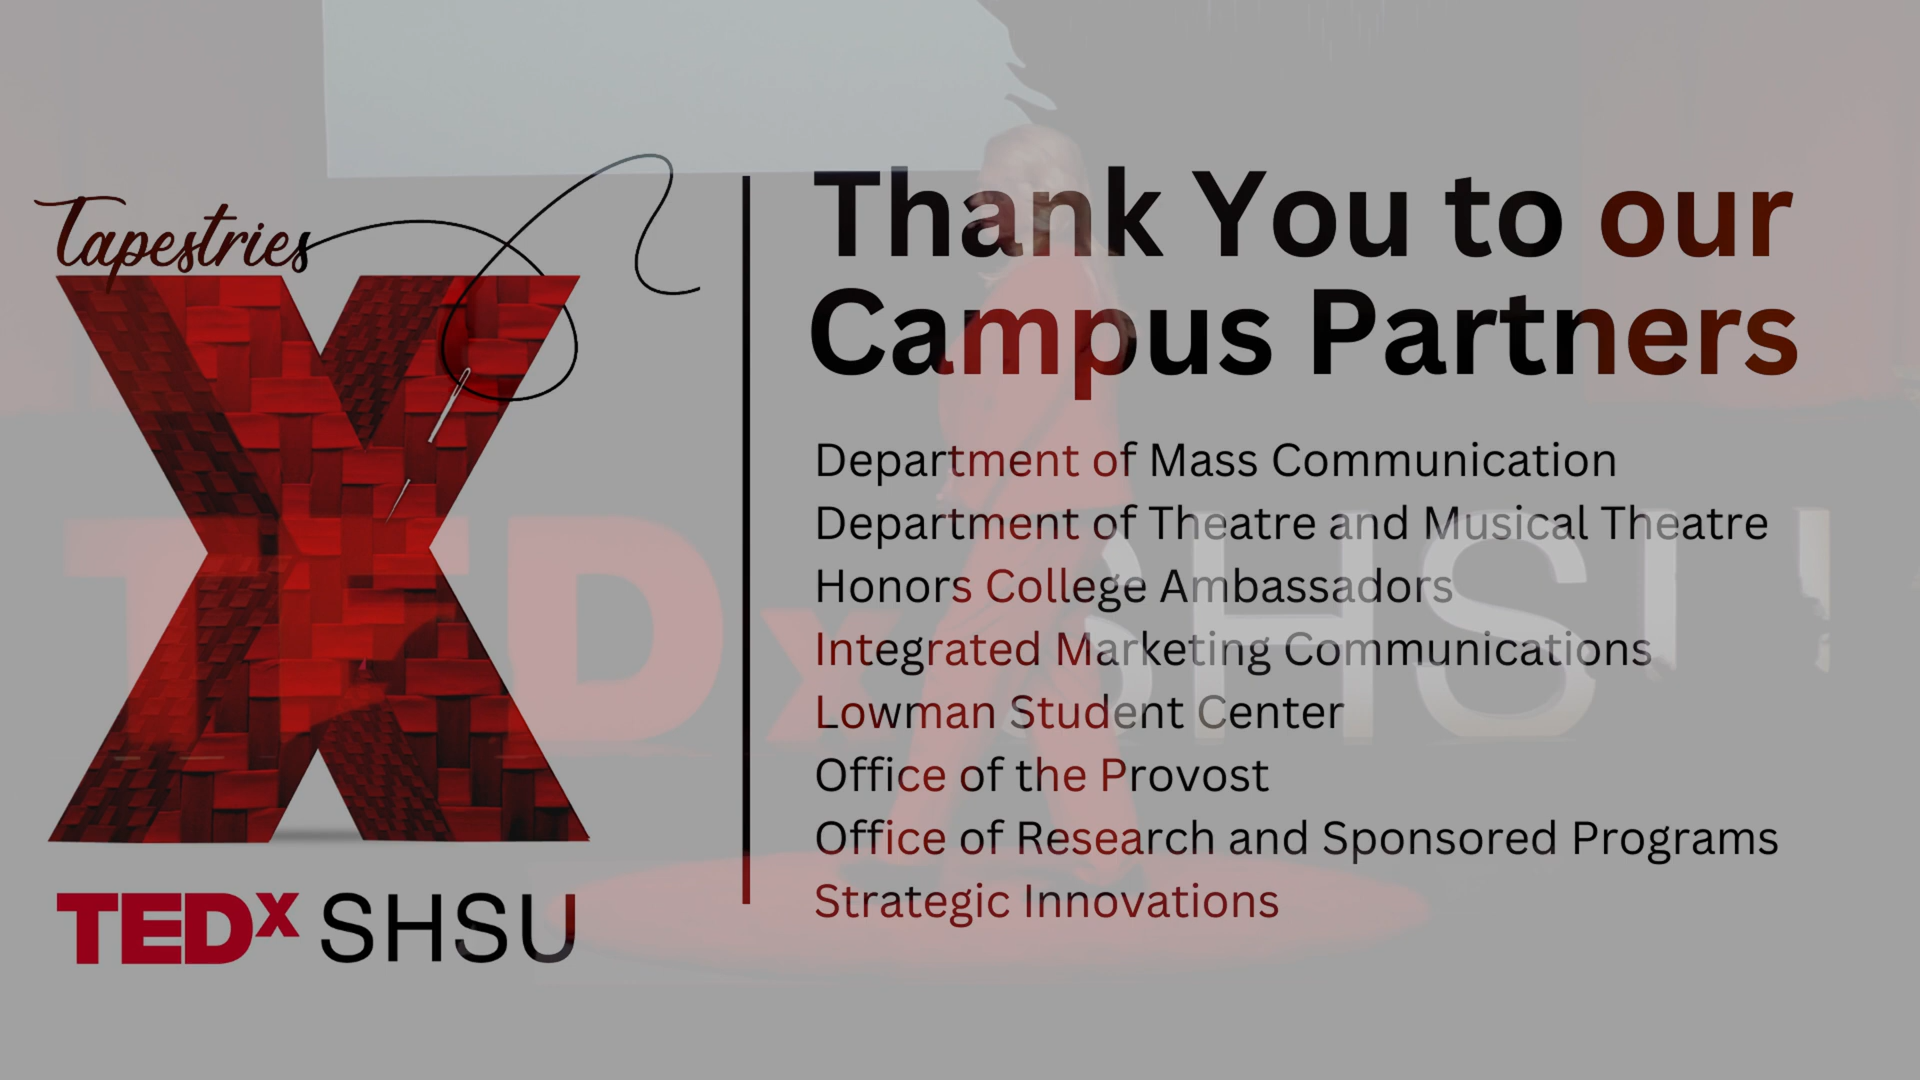 Tapestries
X
TEDx SHSU
Thank You to our
Campus Partners
Department of Mass Communication
Department of Theatre and Musical Theatre
Honors College Ambassadors
Integrated Marketing Communications
Lowman Student Center
Office of the Provost
Office of Research and Sponsored Programs
Strategic Innovations
TEDx SHSU